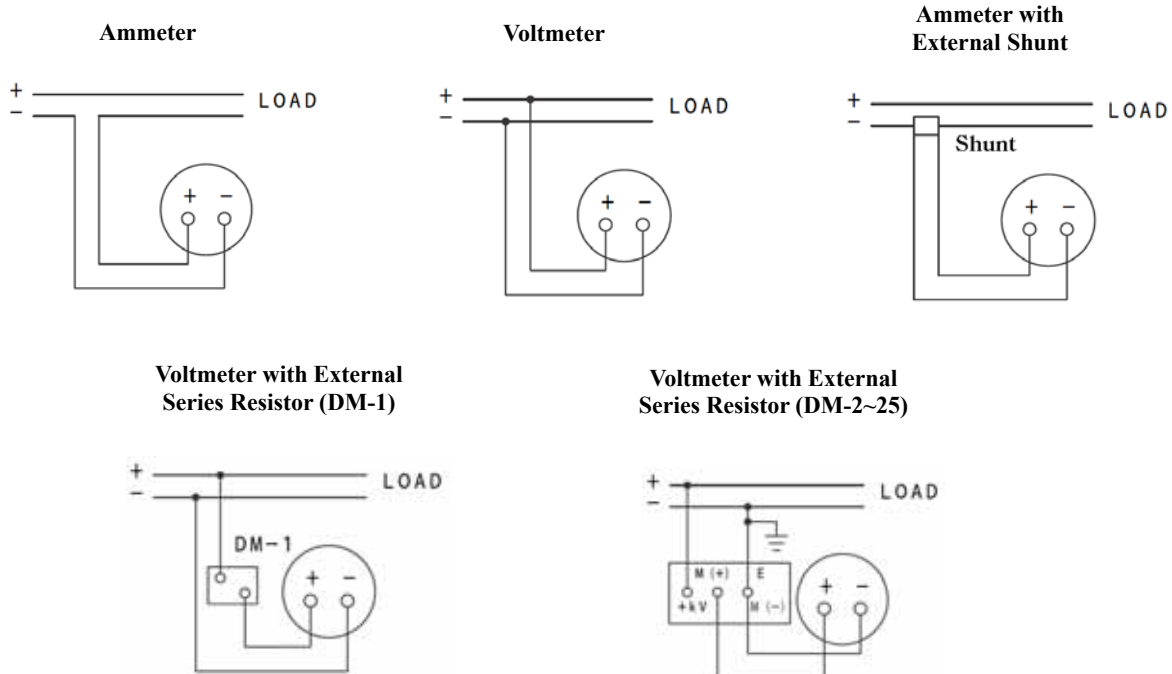 Ammeter
+
−
LOAD
+ −
Voltmeter
+
−
LOAD
+ −
Ammeter with
External Shunt
+
−
LOAD
Shunt
+ −
Voltmeter with External
Series Resistor (DM-1)
+
−
LOAD
DM-1
+ −
Voltmeter with External
Series Resistor (DM-2~25)
+
−
LOAD
M (+) E
+kV M (−)
+ −